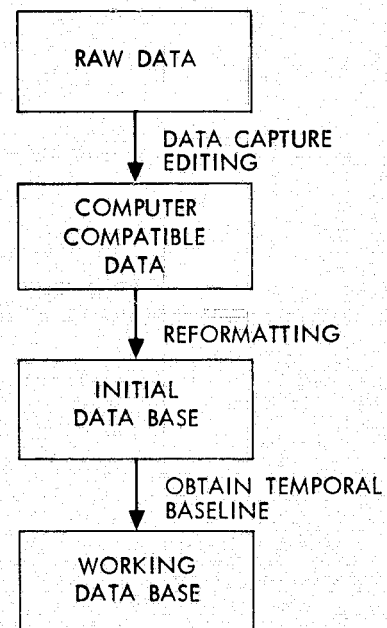 RAW DATA
DATA CAPTURE
EDITING
COMPUTER
COMPATIBLE
DATA
REFORMATTING
INITIAL
DATA BASE
OBTAIN TEMPORAL
BASELINE
WORKING
DATA BASE